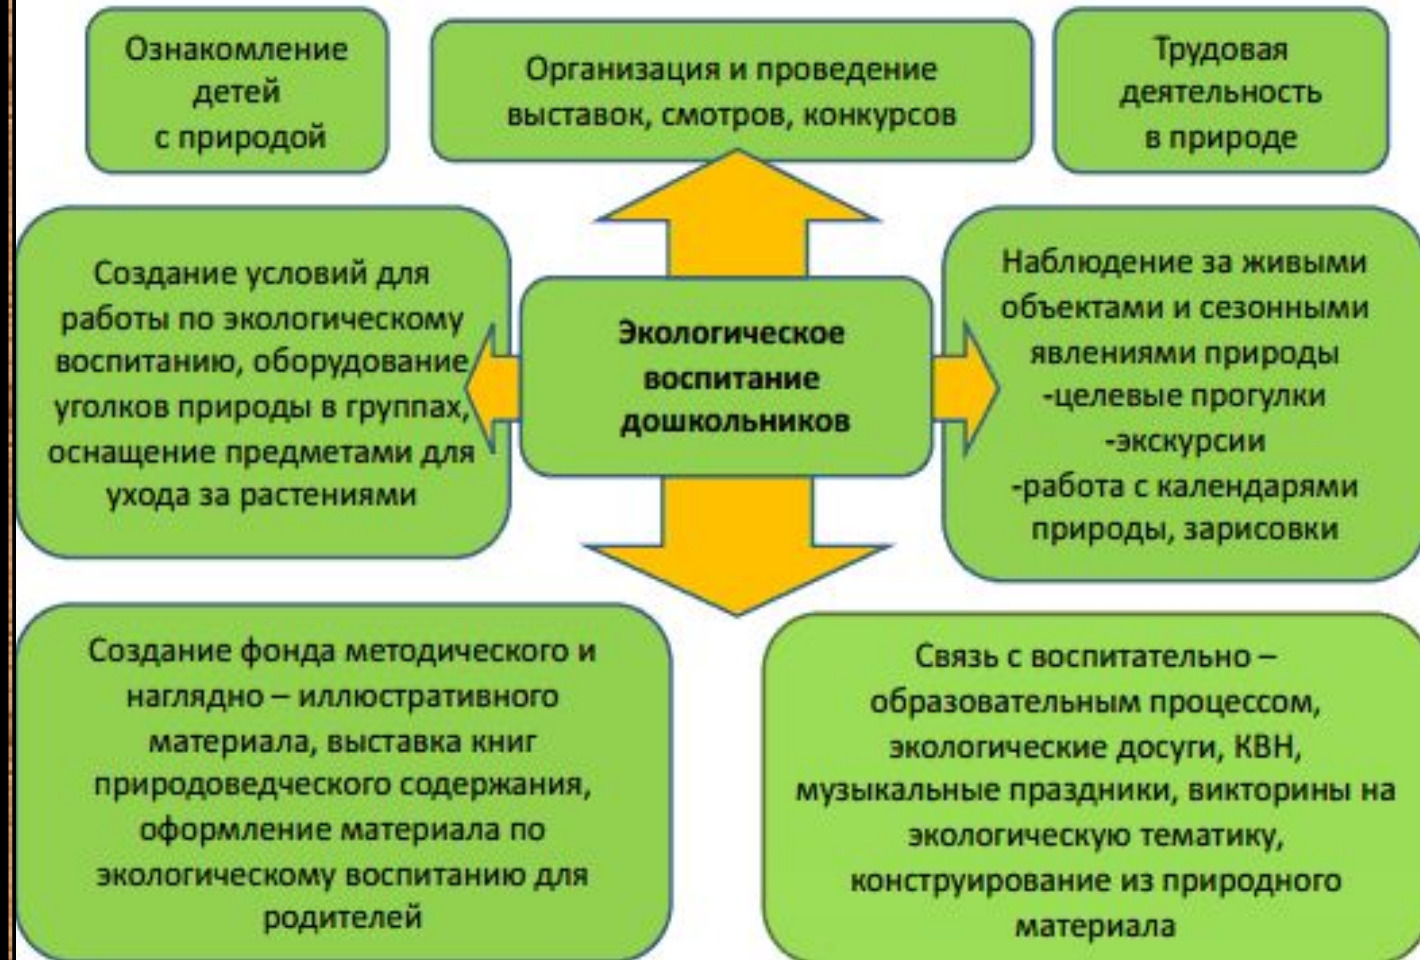 Ознакомление
детей
с природой
Организация и проведение
выставок, смотров, конкурсов
Трудовая
деятельность
в природе
Создание условий для
работы по экологическому
воспитанию, оборудование
уголков природы в группах,
оснащение предметами для
ухода за растениями
Экологическое
воспитание
дошкольников
Наблюдение за живыми
объектами и сезонными
явлениями природы
-целевые прогулки
-экскурсии
-работа с календарями
природы, зарисовки
Создание фонда методического и
наглядно – иллюстративного
материала, выставка книг
природоведческого содержания,
оформление материала по
экологическому воспитанию для
родителей
Связь с воспитательно –
образовательным процессом,
экологические досуги, КВН,
музыкальные праздники, викторины на
экологическую тематику,
конструирование из природного
материала